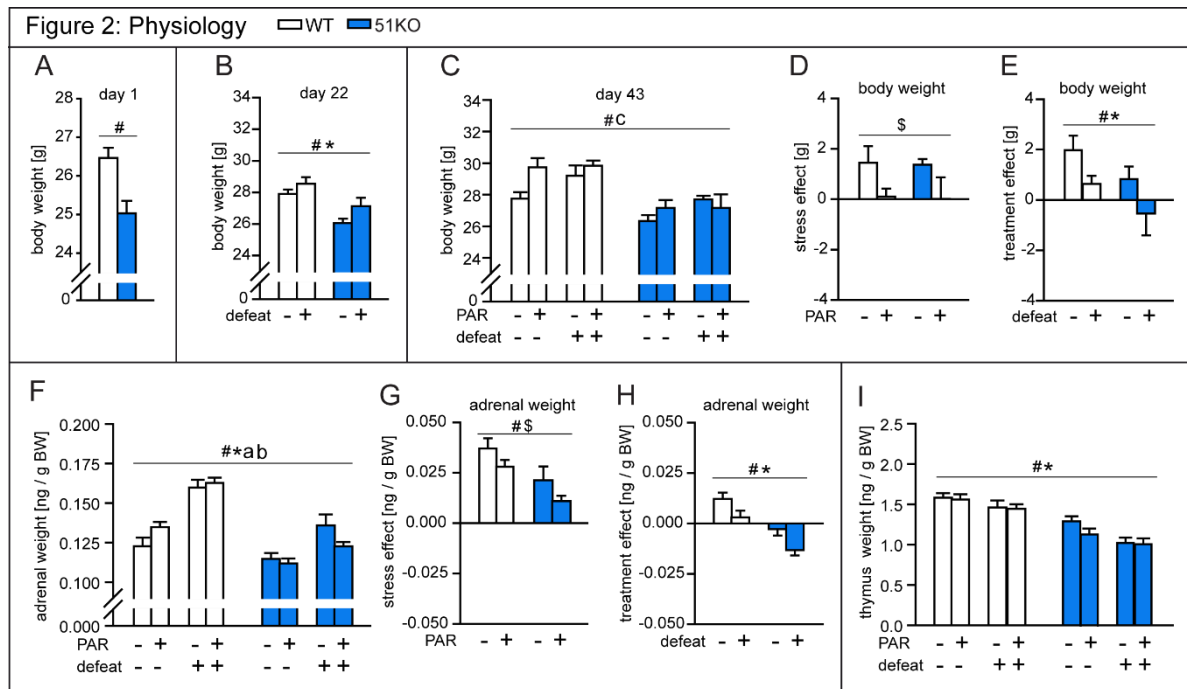 Figure 2: Physiology WT 51KO
A
day 1
#
body weight [g]
28
27
26
25
24
0
B
day 22
# *
body weight [g]
34
32
30
28
26
0
defeat - + - +
C
day 43
#c
body weight [g]
34
32
30
28
26
24
0
PAR - + - + - + - +
defeat - - + + - - + +
D
body weight
$
stress effect [g]
4
2
0
-2
-4
PAR - + - +
E
body weight
#*
treatment effect [g]
4
2
0
-2
-4
defeat - + - +
F
#*ab
adrenal weight [ng / g BW]
0.200
0.175
0.150
0.125
0.100
0.000
PAR - + - + - + - +
defeat - - + + - - + +
G
adrenal weight
#$
stress effect [ng / g BW]
0.050
0.025
0.000
-0.025
-0.050
PAR - + - +
H
adrenal weight
#*
treatment effect [ng / g BW]
0.050
0.025
0.000
-0.025
-0.050
defeat - + - +
I
#*
thymus weight [ng / g BW]
2.5
2.0
1.5
1.0
0.5
0.0
PAR - + - + - + - +
defeat - - + + - - + +